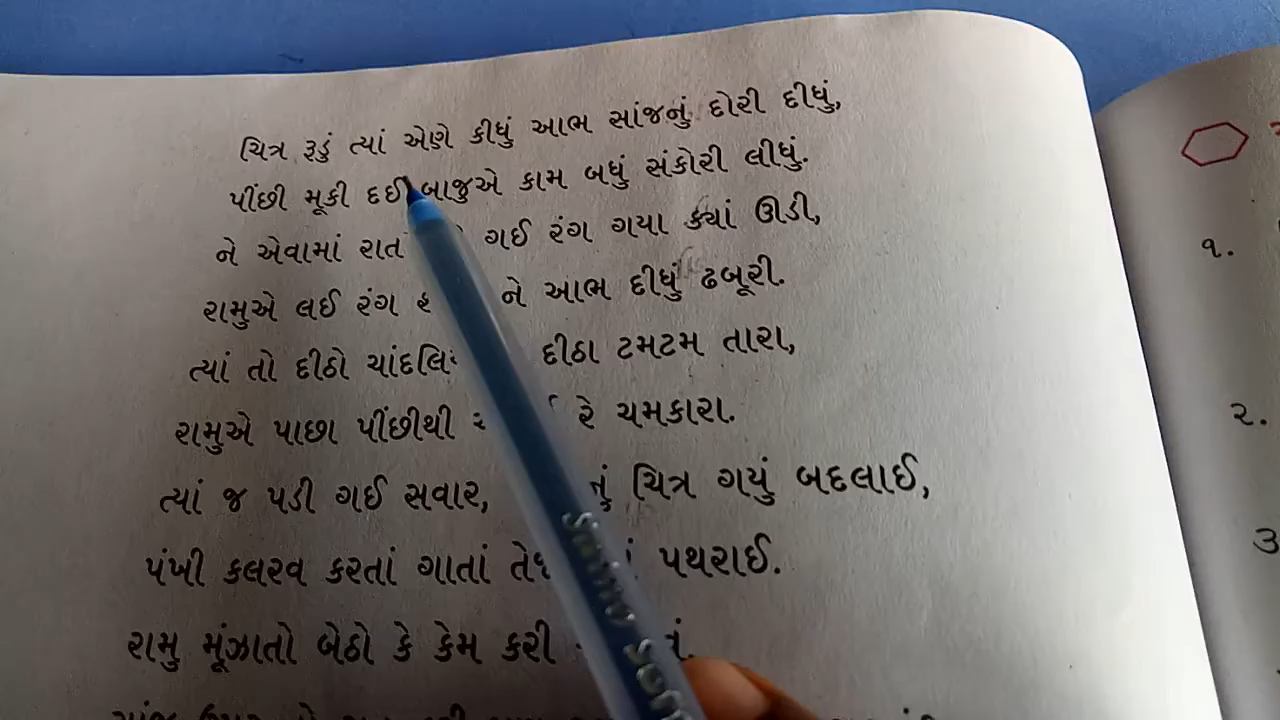 ચિત્ર રૂડું ત્યાં એણે કીધું આભ સાંજનું દોરી દીધું,
પીંછી મૂકી દઈ બાજુએ કામ બધું સંકોરી લીધું.
ને એવામાં રાત ગઈ રંગ ગયા ક્યાં ઊડી,
રામુએ લઈ રંગ ને આભ દીધું ઢબૂરી.
ત્યાં તો દીઠો દીઠા ટમટમ તારા,
રામુએ પાછા પીંછીથી રે ચમકારા.
ત્યાં જ પડી ગઈ સવાર, ચિત્ર ગયું બદલાઈ,
પંખી કલરવ કરતાં ગાતાં પથરાઈ.
રામુ મૂંઝાતો બેઠો કે કેમ કરી
૧.
૨.
૩